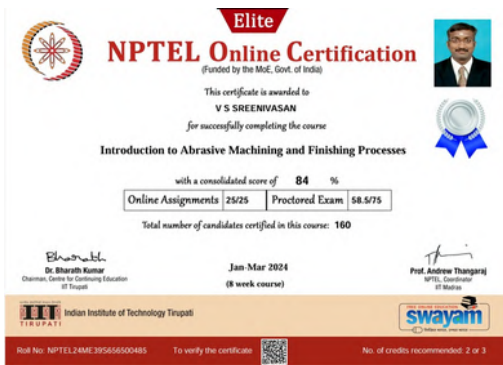 Elite
NPTEL Online Certification
(Funded by the MoE, Govt. of India)
This certificate is awarded to
V S SREENIVASAN
for successfully completing the course
Introduction to Abrasive Machining and Finishing Processes
with a consolidated score of 84 %
Online Assignments 25/25 Proctored Exam 58.5/75
Total number of candidates certified in this course: 160
Bharath
Dr. Bharath Kumar
Chairman, Centre for Continuing Education
IIT Tirupati
Jan-Mar 2024
(8 week course)
Prof. Andrew Thangaraj
NPTEL, Coordinator
IIT Madras
TIRUPATI
Indian Institute of Technology Tirupati
FREE ONLINE EDUCATION
swayam
Roll No: NPTEL24ME39S656500485
To verify the certificate
No. of credits recommended: 2 or 3